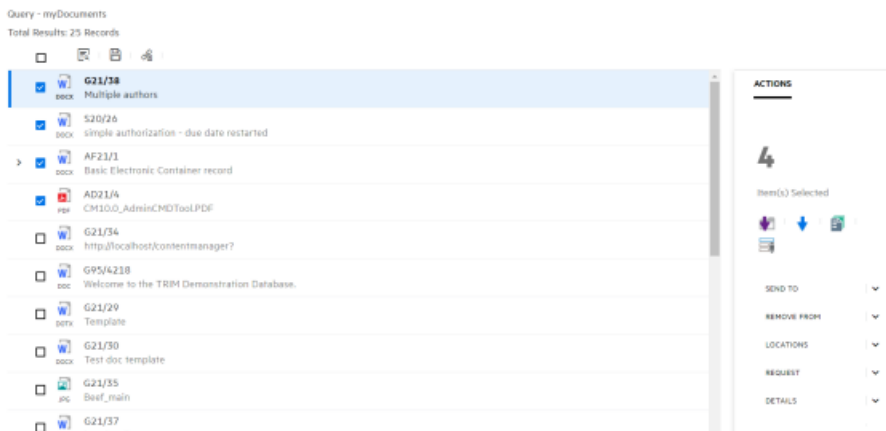 Query - myDocuments
Total Results: 25 Records
G21/38
DOCX Multiple authors
S20/26
DOCX simple authorization - due date restarted
AF21/1
DOCX Basic Electronic Container record
AD21/4
PDF CM10.0_AdminCMDTool.PDF
G21/34
DOCX http://localhost/contentmanager?
G95/4218
DOC Welcome to the TRIM Demonstration Database.
G21/29
DOTX Template
G21/30
DOCX Test doc template
G21/35
JPG Beef_main
G21/37
ACTIONS
4
Item(s) Selected
SEND TO
REMOVE FROM
LOCATIONS
REQUEST
DETAILS